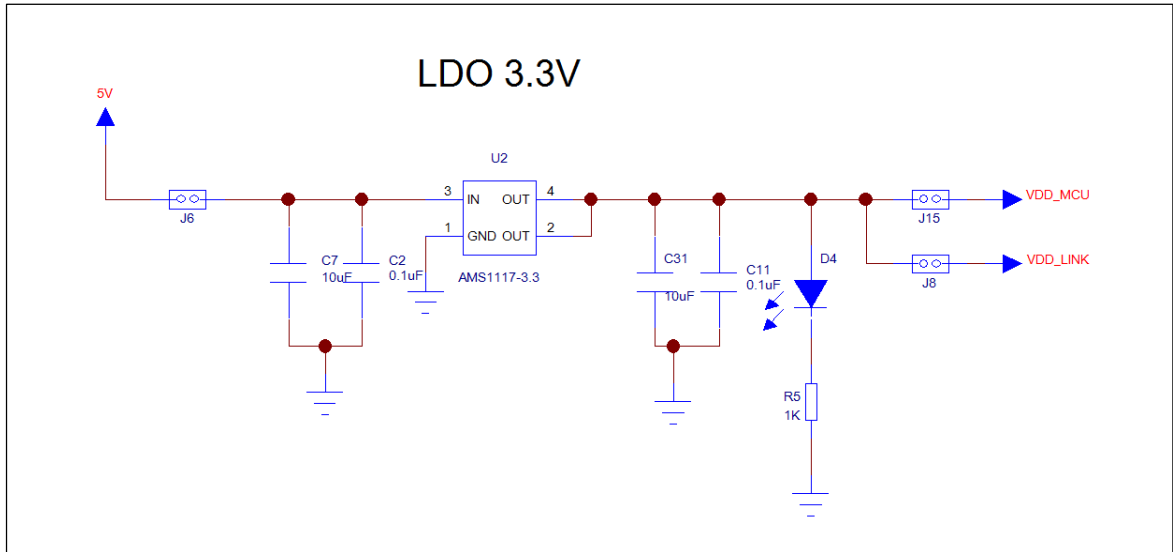 LDO 3.3V
5V
U2
3 IN OUT 4
1 GND OUT 2
AMS1117-3.3
J6
C7
10uF
C2
0.1uF
C31
10uF
C11
0.1uF
D4
R5
1K
J15
VDD_MCU
J8
VDD_LINK